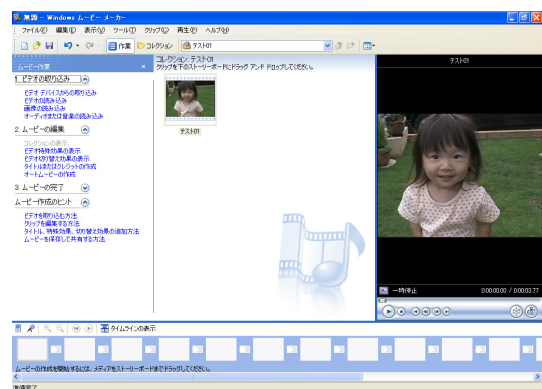 無題 - Windows ムービー メーカー
ファイル(F) 編集(E) 表示(V) ツール(T) クリップ(C) 再生(P) ヘルプ(H)
作業 コレクション テスト01
ムービー作業
コレクション: テスト01
クリップを下のストーリーボードにドラッグ アンド ドロップしてください。
テスト01
1. ビデオの取り込み
ビデオ デバイスからの取り込み
ビデオの読み込み
画像の読み込み
オーディオまたは音楽の読み込み
テスト01
2. ムービーの編集
コレクションの表示
ビデオ特殊効果の表示
ビデオ切り替え効果の表示
タイトルまたはクレジットの作成
オートムービーの作成
3. ムービーの完了
ムービー作成のヒント
ビデオを取り込む方法
クリップを編集する方法
タイトル、特殊効果、切り替え効果の追加方法
ムービーを保存して共有する方法
一時停止
タイムラインの表示
ムービーの作成を開始するには、メディアをストーリーボードまでドラッグしてください。
準備完了